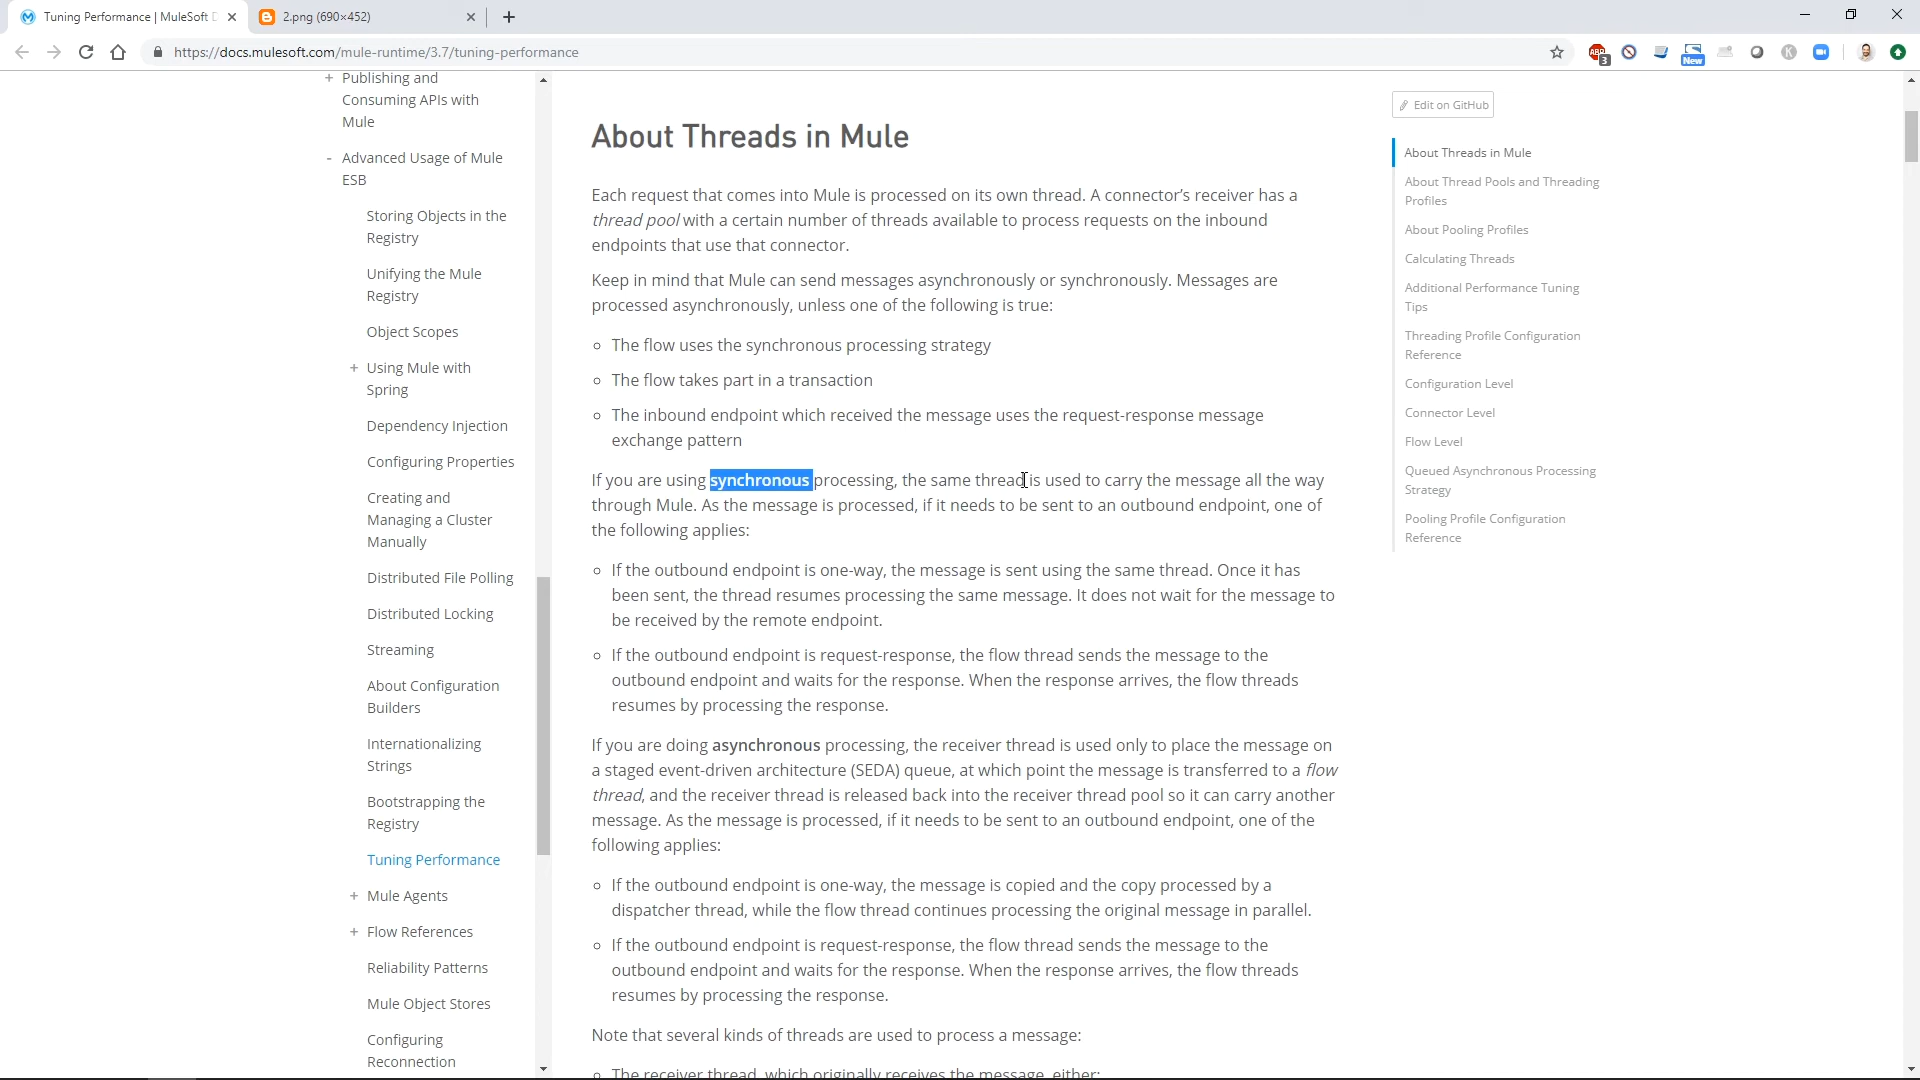 Tuning Performance | MuleSoft D
2.png (690×452)
https://docs.mulesoft.com/mule-runtime/3.7/tuning-performance
ABP
3
New
K
+ Publishing and
Consuming APIs with
Mule
- Advanced Usage of Mule
ESB
Storing Objects in the
Registry
Unifying the Mule
Registry
Object Scopes
+ Using Mule with
Spring
Dependency Injection
Configuring Properties
Creating and
Managing a Cluster
Manually
Distributed File Polling
Distributed Locking
Streaming
About Configuration
Builders
Internationalizing
Strings
Bootstrapping the
Registry
Tuning Performance
+ Mule Agents
+ Flow References
Reliability Patterns
Mule Object Stores
Configuring
Reconnection
About Threads in Mule
Each request that comes into Mule is processed on its own thread. A connector's receiver has a
thread pool with a certain number of threads available to process requests on the inbound
endpoints that use that connector.
Keep in mind that Mule can send messages asynchronously or synchronously. Messages are
processed asynchronously, unless one of the following is true:
The flow uses the synchronous processing strategy
The flow takes part in a transaction
The inbound endpoint which received the message uses the request-response message
exchange pattern
If you are using synchronous processing, the same thread is used to carry the message all the way
through Mule. As the message is processed, if it needs to be sent to an outbound endpoint, one of
the following applies:
If the outbound endpoint is one-way, the message is sent using the same thread. Once it has
been sent, the thread resumes processing the same message. It does not wait for the message to
be received by the remote endpoint.
If the outbound endpoint is request-response, the flow thread sends the message to the
outbound endpoint and waits for the response. When the response arrives, the flow threads
resumes by processing the response.
If you are doing asynchronous processing, the receiver thread is used only to place the message on
a staged event-driven architecture (SEDA) queue, at which point the message is transferred to a flow
thread, and the receiver thread is released back into the receiver thread pool so it can carry another
message. As the message is processed, if it needs to be sent to an outbound endpoint, one of the
following applies:
If the outbound endpoint is one-way, the message is copied and the copy processed by a
dispatcher thread, while the flow thread continues processing the original message in parallel.
If the outbound endpoint is request-response, the flow thread sends the message to the
outbound endpoint and waits for the response. When the response arrives, the flow threads
resumes by processing the response.
Note that several kinds of threads are used to process a message:
The receiver thread, which originally receives the message, either:
Edit on GitHub
About Threads in Mule
About Thread Pools and Threading
Profiles
About Pooling Profiles
Calculating Threads
Additional Performance Tuning
Tips
Threading Profile Configuration
Reference
Configuration Level
Connector Level
Flow Level
Queued Asynchronous Processing
Strategy
Pooling Profile Configuration
Reference